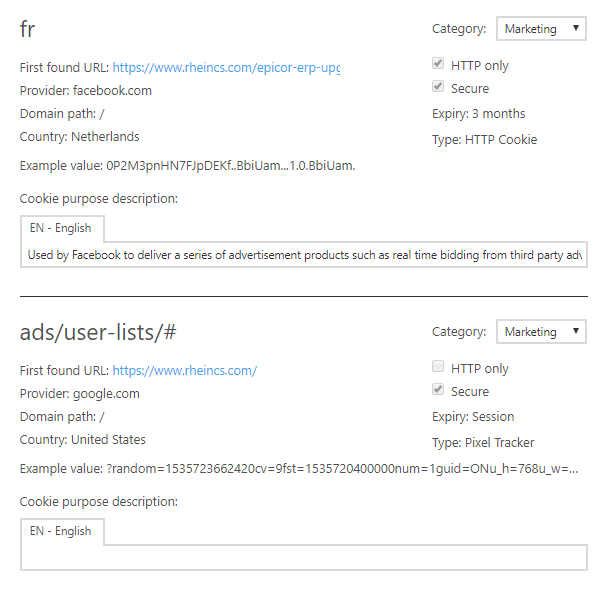 fr
Category: Marketing
First found URL: https://www.rheincs.com/epicor-erp-upg
HTTP only
Provider: facebook.com
Secure
Domain path: /
Expiry: 3 months
Country: Netherlands
Type: HTTP Cookie
Example value: 0P2M3pnHN7FJpDEKf..BbiUam...1.0.BbiUam.
Cookie purpose description:
EN - English
Used by Facebook to deliver a series of advertisement products such as real time bidding from third party adv
ads/user-lists/#
Category: Marketing
First found URL: https://www.rheincs.com/
HTTP only
Provider: google.com
Secure
Domain path: /
Expiry: Session
Country: United States
Type: Pixel Tracker
Example value: ?random=1535723662420cv=9fst=1535720400000num=1guid=ONu_h=768u_w=...
Cookie purpose description:
EN - English